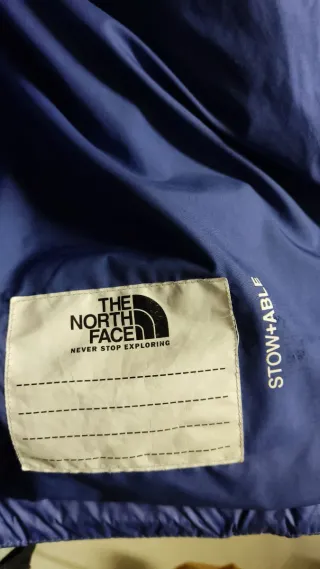 THE
NORTH
FACE
NEVER STOP EXPLORING
STOW+ABLE